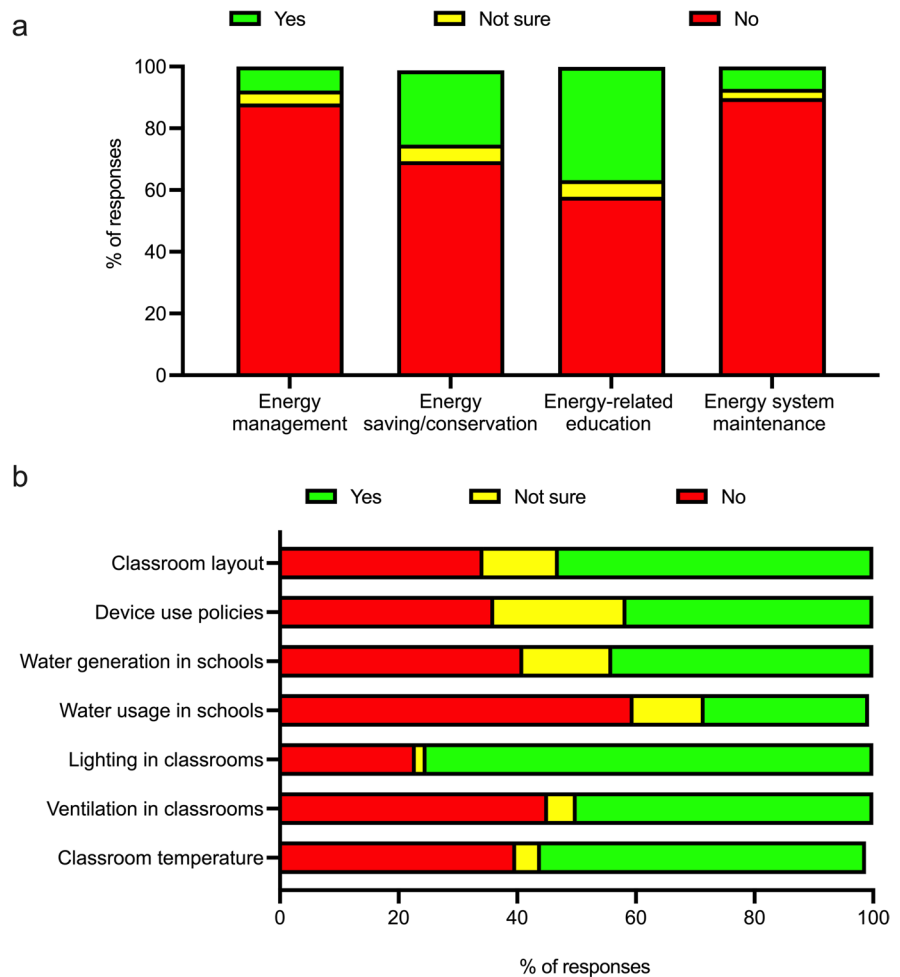 a
Yes
Not sure
No
100
80
60
40
20
0
% of responses
Energy
management
Energy
saving/conservation
Energy-related
education
Energy system
maintenance
b
Yes
Not sure
No
Classroom layout
Device use policies
Water generation in schools
Water usage in schools
Lighting in classrooms
Ventilation in classrooms
Classroom temperature
0
20
40
60
80
100
% of responses